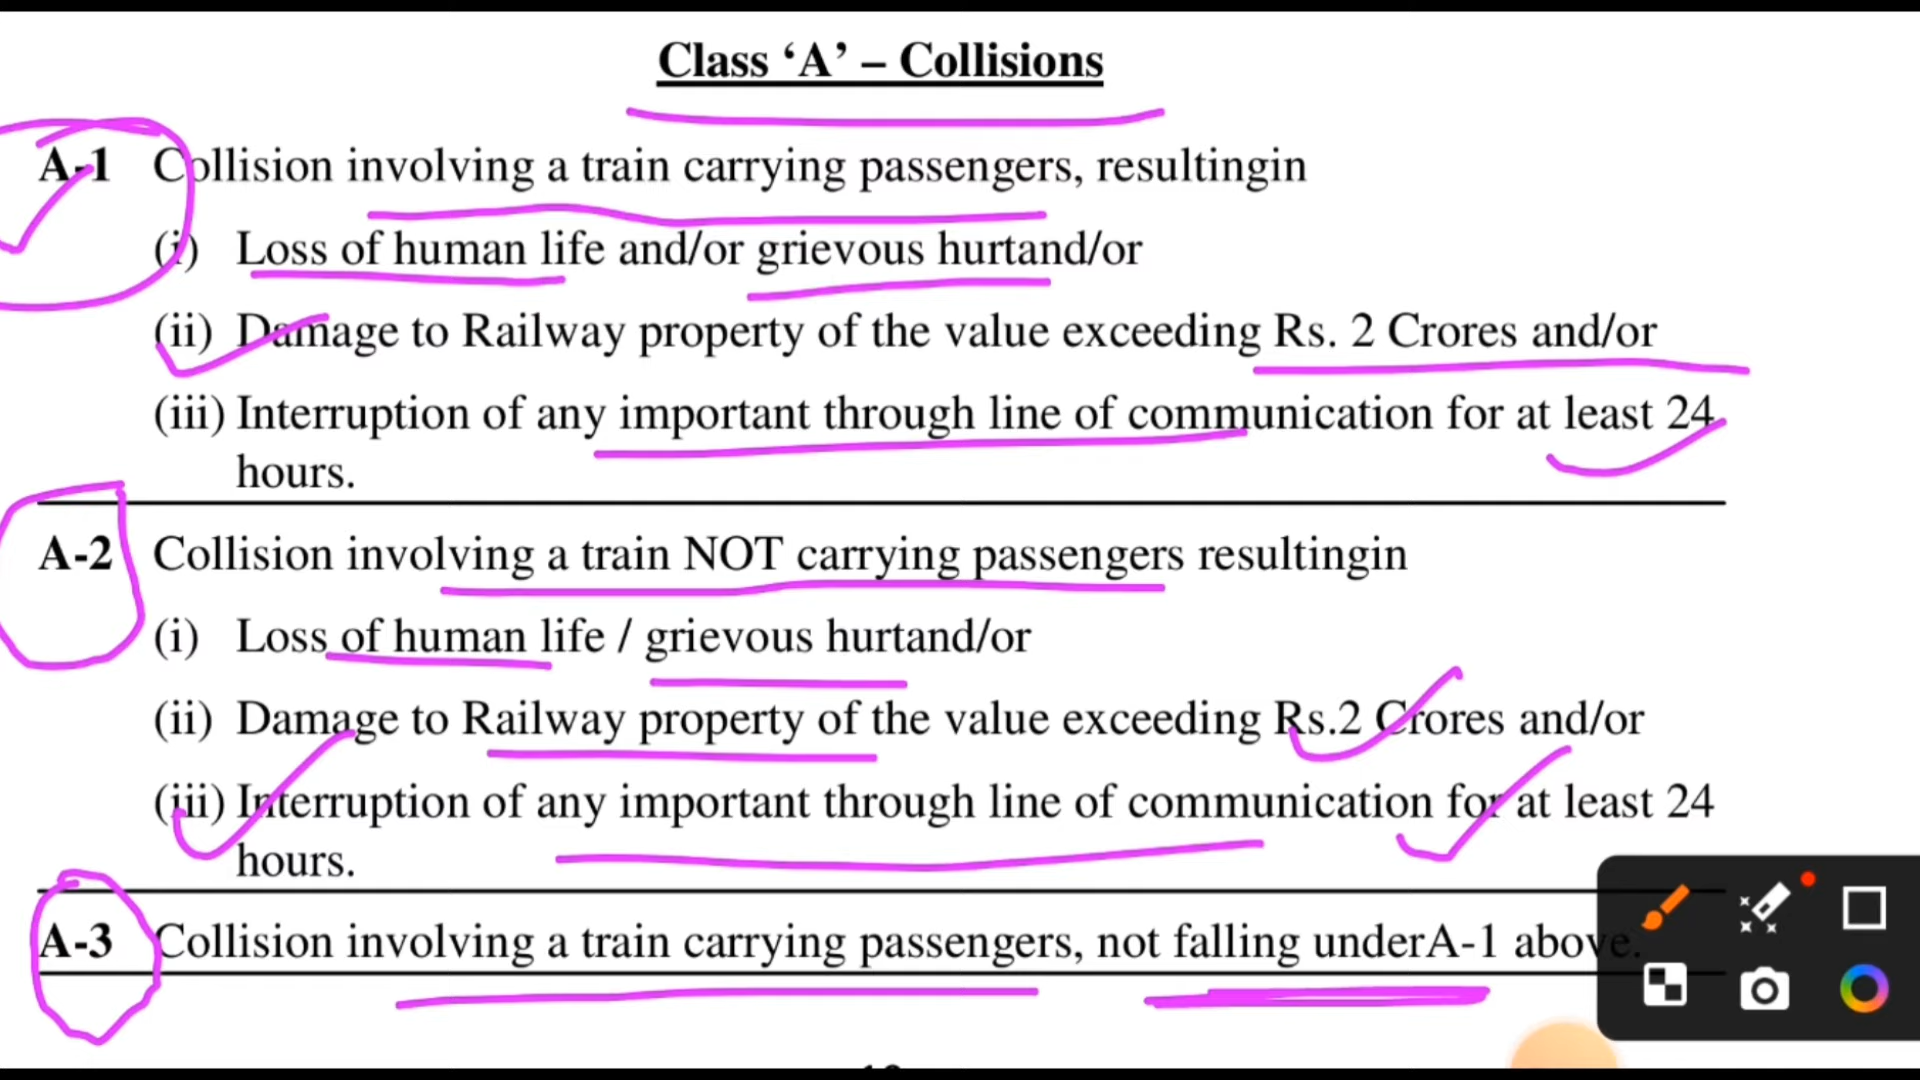 Class ‘A’ – Collisions
A-1 Collision involving a train carrying passengers, resultingin
(i) Loss of human life and/or grievous hurtand/or
(ii) Damage to Railway property of the value exceeding Rs. 2 Crores and/or
(iii) Interruption of any important through line of communication for at least 24
hours.
A-2 Collision involving a train NOT carrying passengers resultingin
(i) Loss of human life / grievous hurtand/or
(ii) Damage to Railway property of the value exceeding Rs.2 Crores and/or
(iii) Interruption of any important through line of communication for at least 24
hours.
A-3 Collision involving a train carrying passengers, not falling underA-1 above.